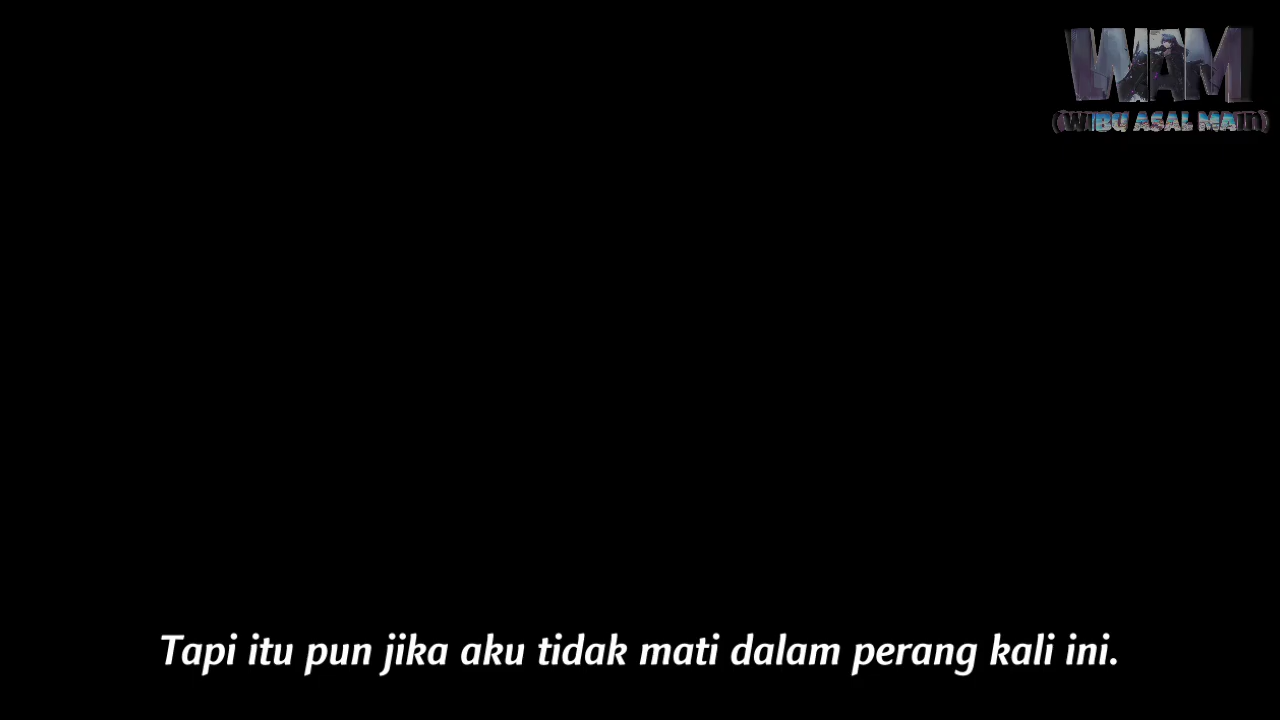 WAM
(WIBU ASAL MAIN)
Tapi itu pun jika aku tidak mati dalam perang kali ini.